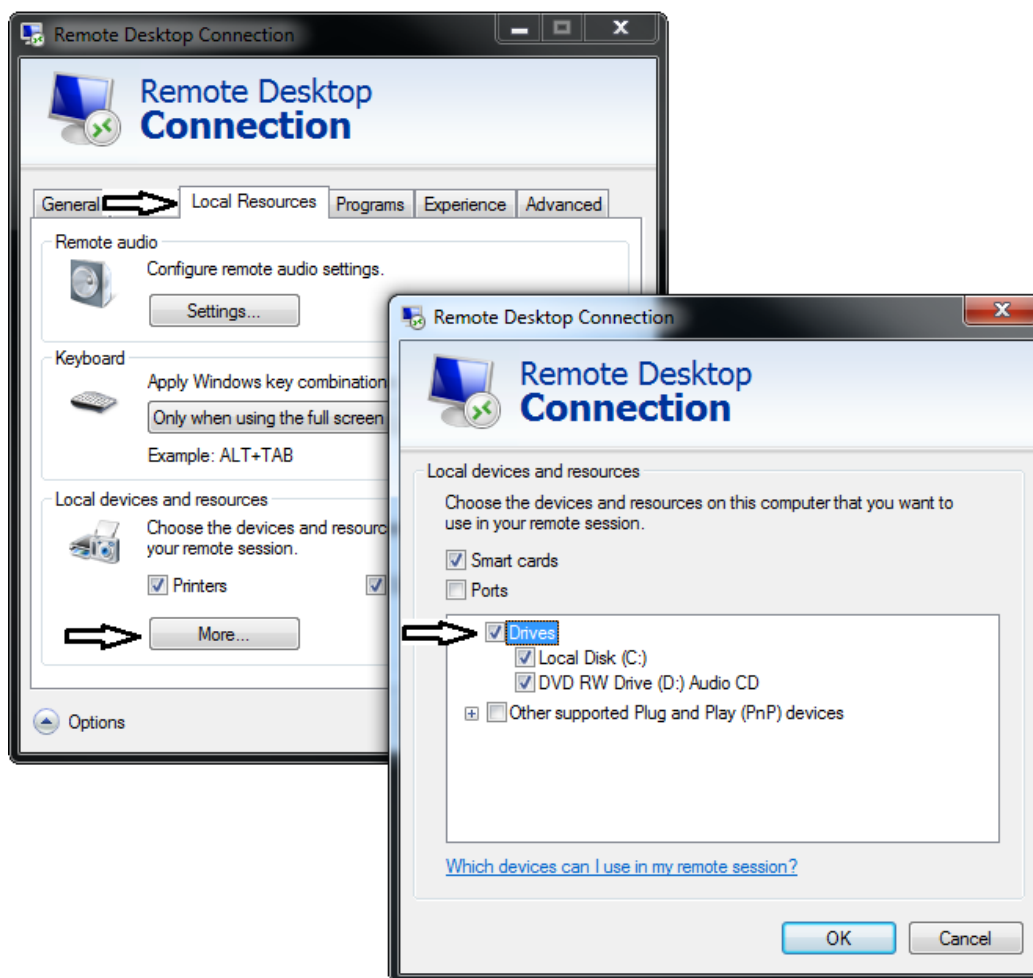 Remote Desktop Connection
Remote Desktop
Connection
General
Local Resources
Programs
Experience
Advanced
Remote audio
Configure remote audio settings.
Settings...
Keyboard
Apply Windows key combination
Only when using the full screen
Example: ALT+TAB
Local devices and resources
Choose the devices and resourc
your remote session.
Printers
More...
Options
Remote Desktop Connection
Remote Desktop
Connection
Local devices and resources
Choose the devices and resources on this computer that you want to
use in your remote session.
Smart cards
Ports
Drives
Local Disk (C:)
DVD RW Drive (D:) Audio CD
Other supported Plug and Play (PnP) devices
Which devices can I use in my remote session?
OK
Cancel